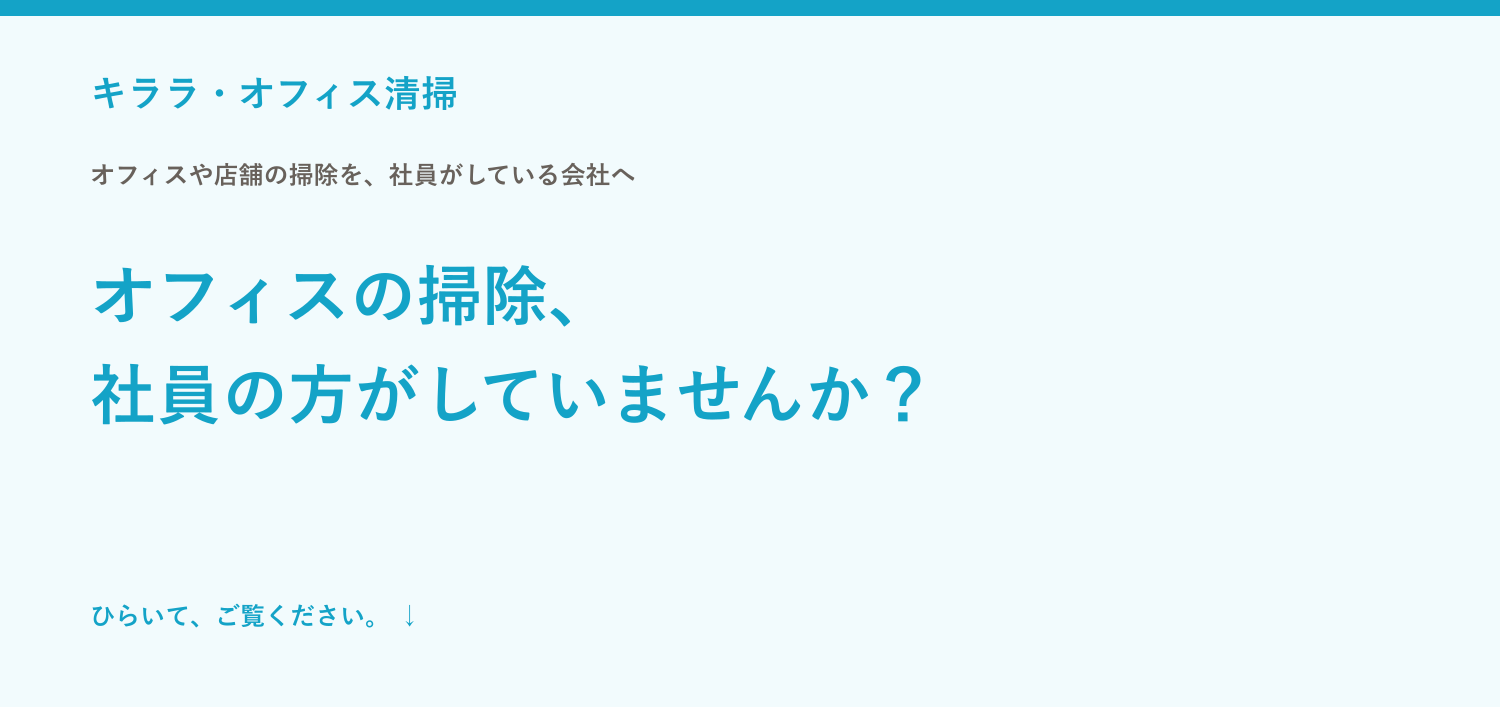 キララ・オフィス清掃
オフィスや店舗の掃除を、社員がしている会社へ
オフィスの掃除、
社員の方がしていませんか？
ひらいて、ご覧ください。 ↓